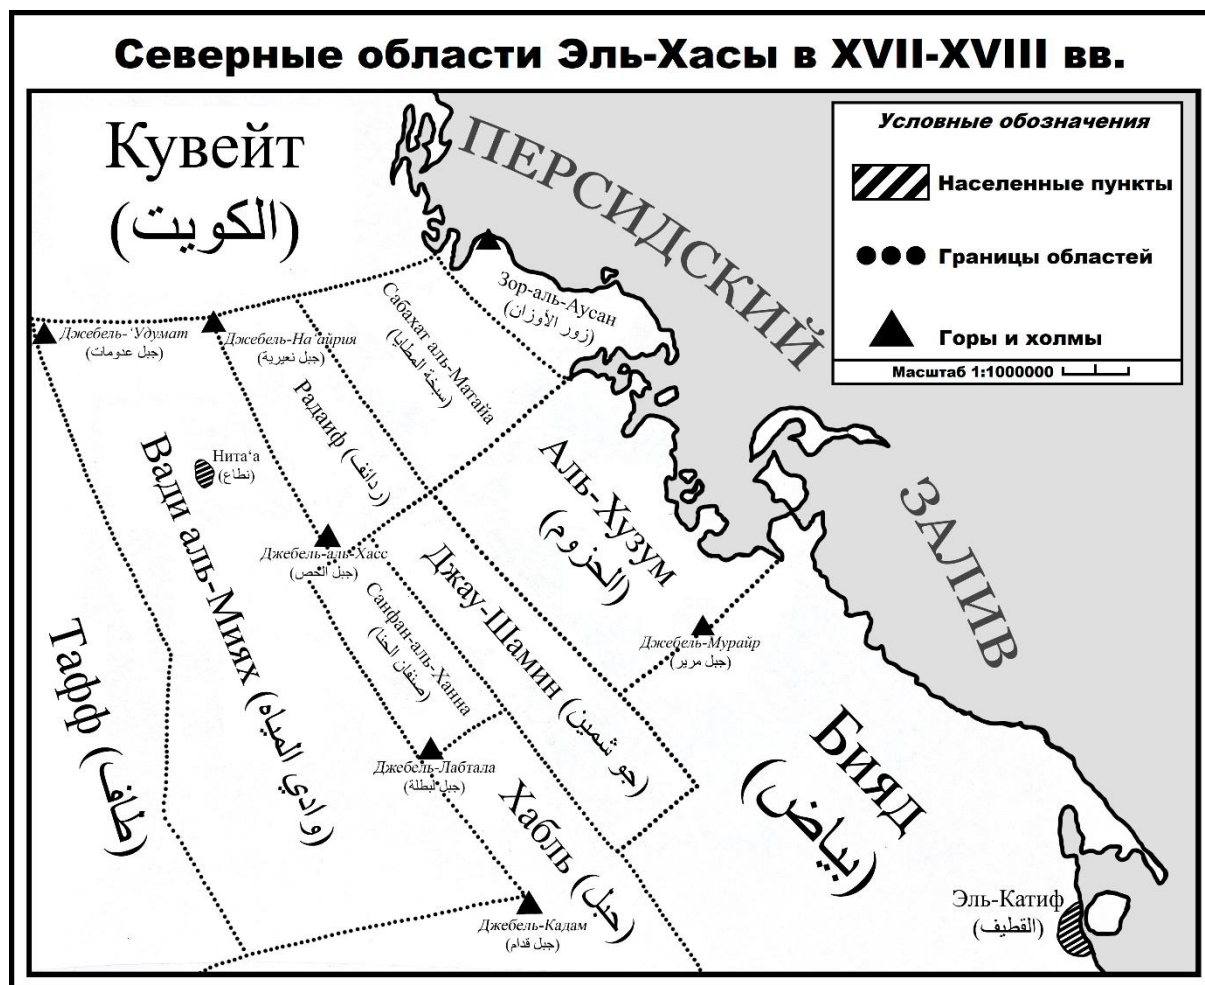 Северные области Эль-Хасы в XVII-XVIII вв.
Кувейт
(الكويت)
ПЕРСИДСКИЙ
ЗАЛИВ
Условные обозначения
Населенные пункты
Границы областей
Горы и холмы
Масштаб 1:1000000
Зор-аль-Аусан
(زور الأوزان)
Сабахат аль-Матайа
(سبخة المطايا)
Джебель-‘Удумат
(جبل عدومات)
Джебель-На‘айрия
(جبل نعيرية)
Радаиф (ردائف)
Нита‘а
(نطاع)
Вади аль-Миях (وادي المياه)
Аль-Хузум
(الحزوم)
Джебель-аль-Хасс
(جبل الحص)
Санфан-аль-Ханна
(صنفان الحنا)
Джау-Шамин (جو شمين)
Джебель-Мурайр
(جبل مرير)
Тафф (طاف)
Джебель-Лабтала
(جبل لبطلة)
Хабль (حبل)
Бияд
(بياض)
Джебель-Кадам
(جبل قدام)
Эль-Катиф
(القطيف)